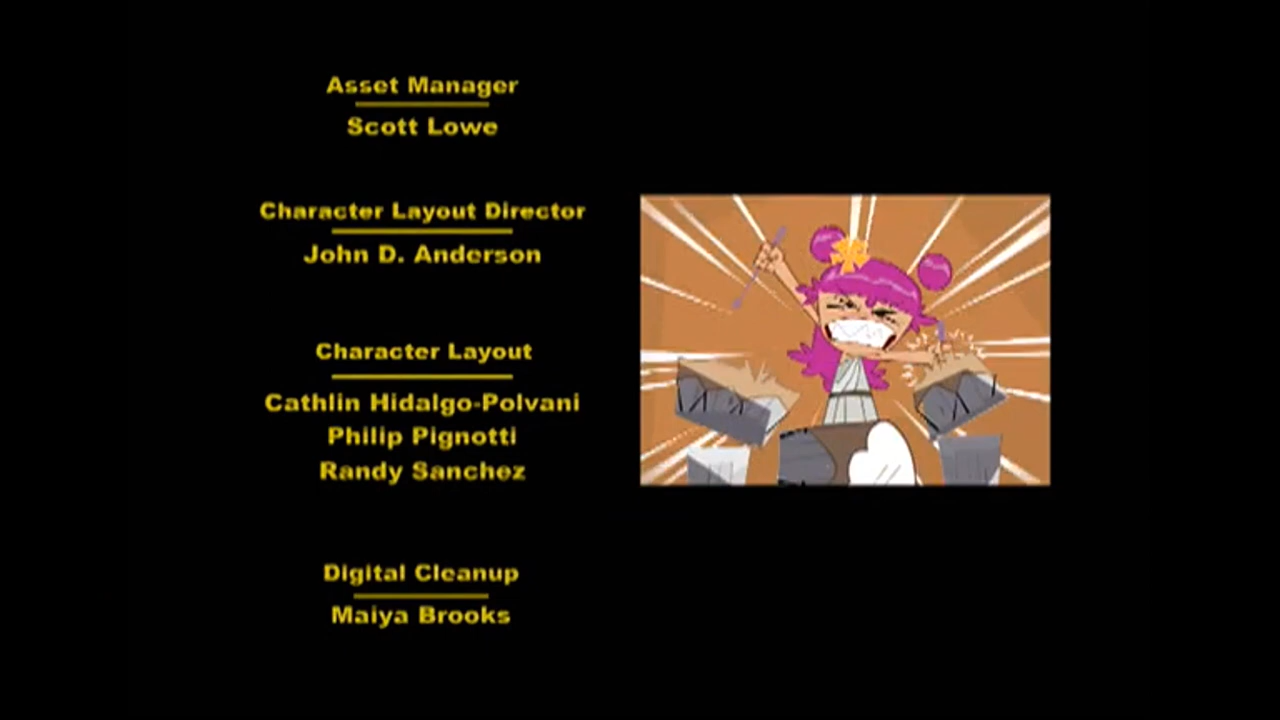 Asset Manager
Scott Lowe
Character Layout Director
John D. Anderson
Character Layout
Cathlin Hidalgo-Polvani
Philip Pignotti
Randy Sanchez
Digital Cleanup
Maiya Brooks